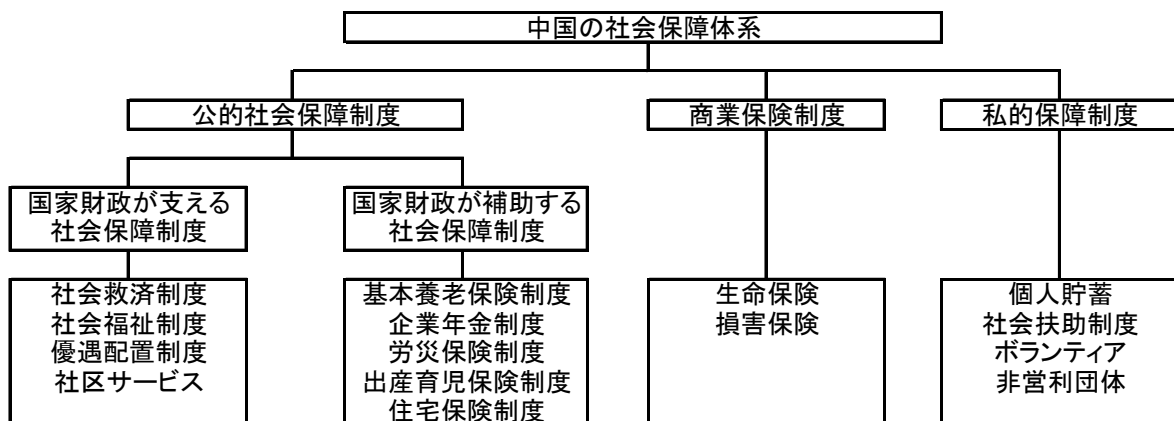 中国の社会保障体系
公的社会保障制度
商業保険制度
私的保障制度
国家財政が支える
社会保障制度
国家財政が補助する
社会保障制度
社会救済制度
社会福祉制度
優遇配置制度
社区サービス
基本養老保険制度
企業年金制度
労災保険制度
出産育児保険制度
住宅保険制度
生命保険
損害保険
個人貯蓄
社会扶助制度
ボランティア
非営利団体